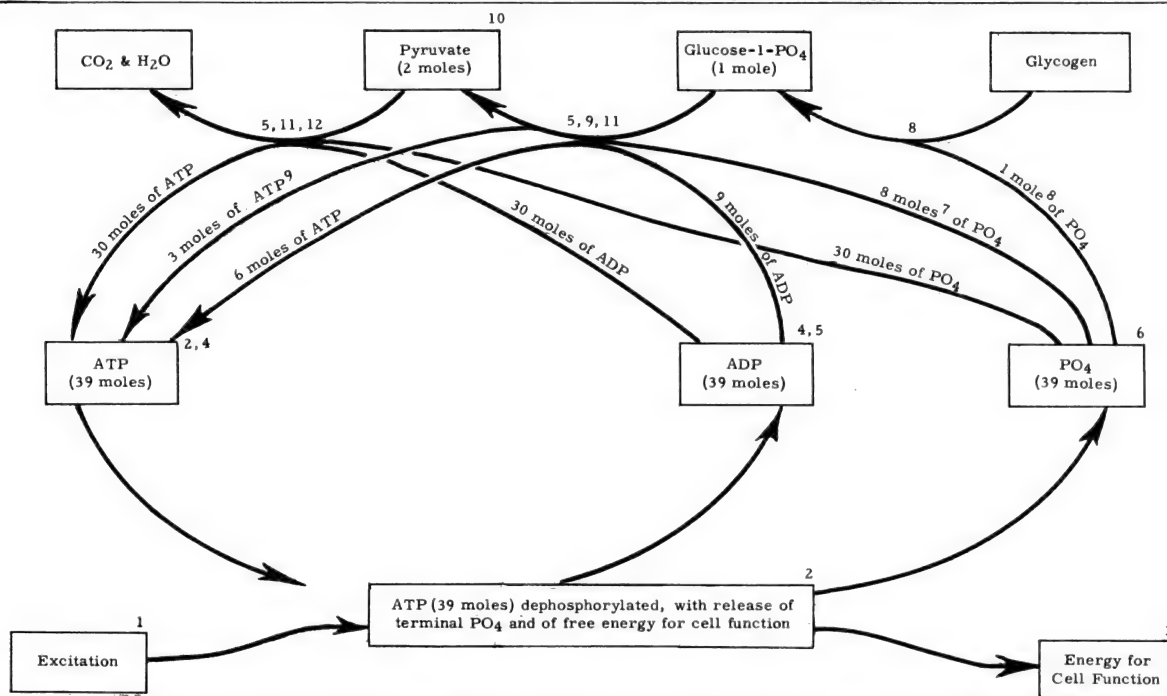 10
CO2 & H2O
Pyruvate
(2 moles)
Glucose-1-PO4
(1 mole)
Glycogen
5, 11, 12
5, 9, 11
8
30 moles of ATP
3 moles of ATP9
6 moles of ATP
30 moles of ADP
9 moles of ADP
30 moles of PO4
8 moles7 of PO4
1 mole8 of PO4
2, 4
4, 5
6
ATP
(39 moles)
ADP
(39 moles)
PO4
(39 moles)
2
ATP (39 moles) dephosphorylated, with release of
terminal PO4 and of free energy for cell function
1
Excitation
Energy for
Cell Function